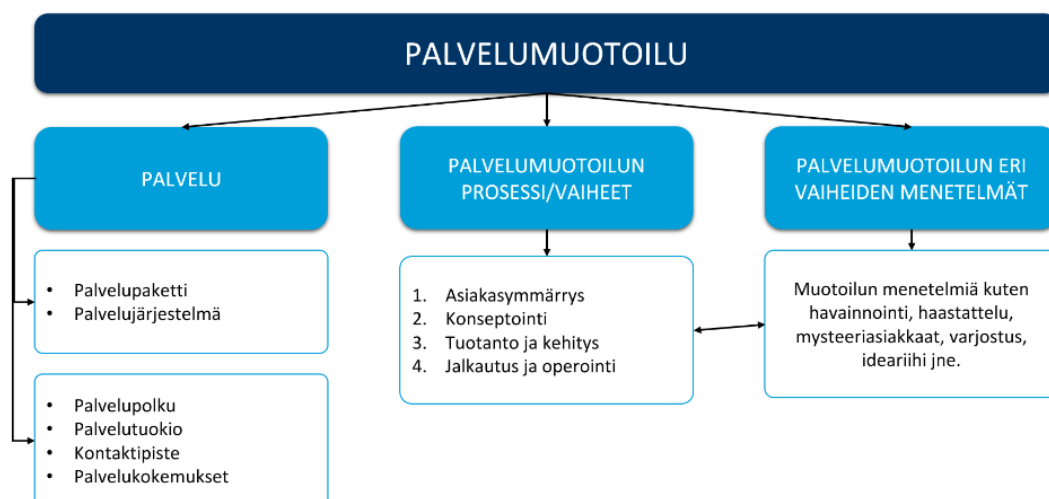 PALVELUMUOTOILU
PALVELU
PALVELUMUOTOILUN
PROSESSI/VAIHEET
PALVELUMUOTOILUN ERI
VAIHEIDEN MENETELMÄT
• Palvelupaketti
• Palvelujärjestelmä
• Palvelupolku
• Palvelutuokio
• Kontaktipiste
• Palvelukokemukset
1. Asiakasymmärrys
2. Konseptointi
3. Tuotanto ja kehitys
4. Jalkautus ja operointi
Muotoilun menetelmiä kuten
havainnointi, haastattelu,
mysteeriasiakkaat, varjostus,
ideariihi jne.